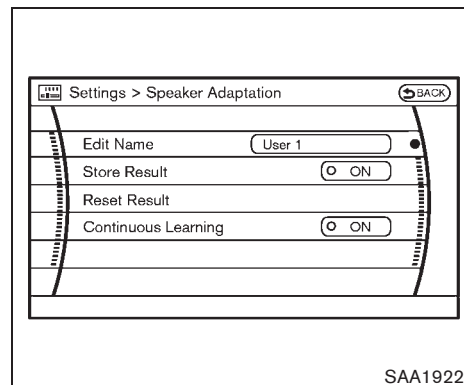 Settings > Speaker Adaptation BACK
Edit Name User 1
Store Result ON
Reset Result
Continuous Learning ON
SAA1922